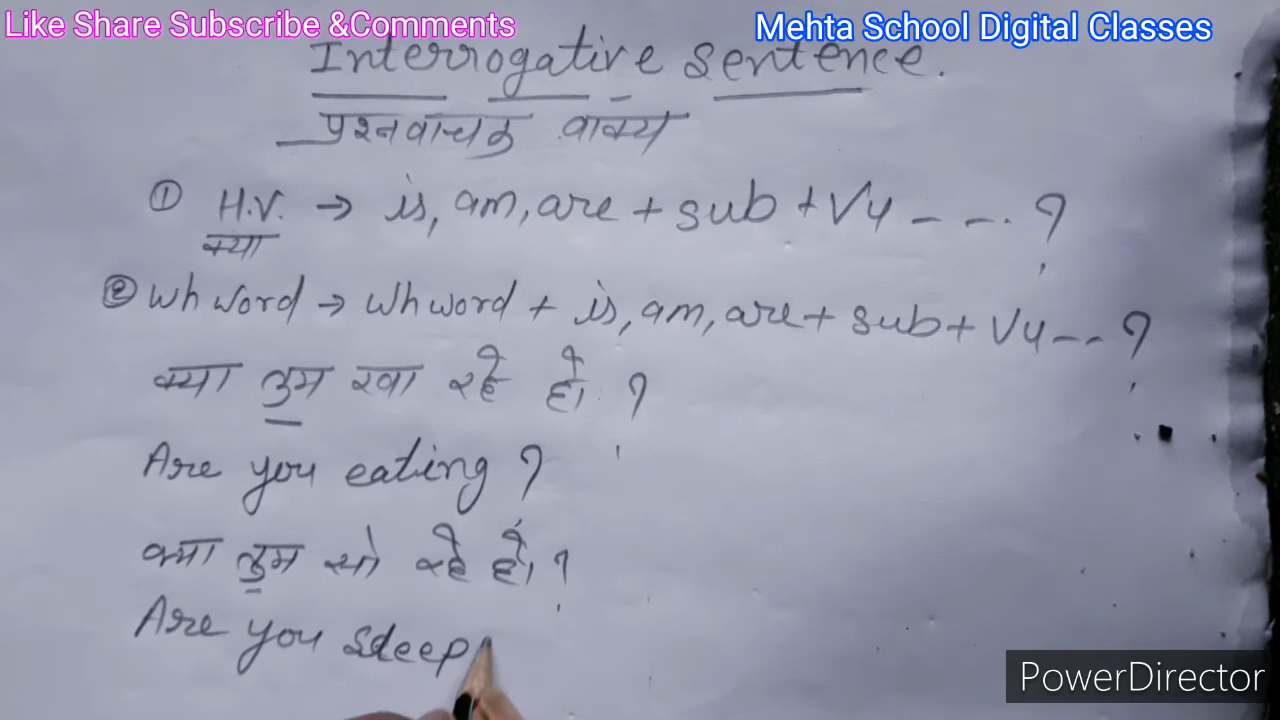 Like Share Subscribe &Comments
Mehta School Digital Classes
Interrogative Sentence.
प्रश्नवाचक वाक्य
① H.V. → is, am, are + sub + V4 - - . ?
क्या
② Wh word → Wh word + is, am, are + sub + V4 - - ?
क्या तुम खा रहे हो ?
Are you eating ?
क्या तुम सो रहे हो ?
Are you sleep
PowerDirector